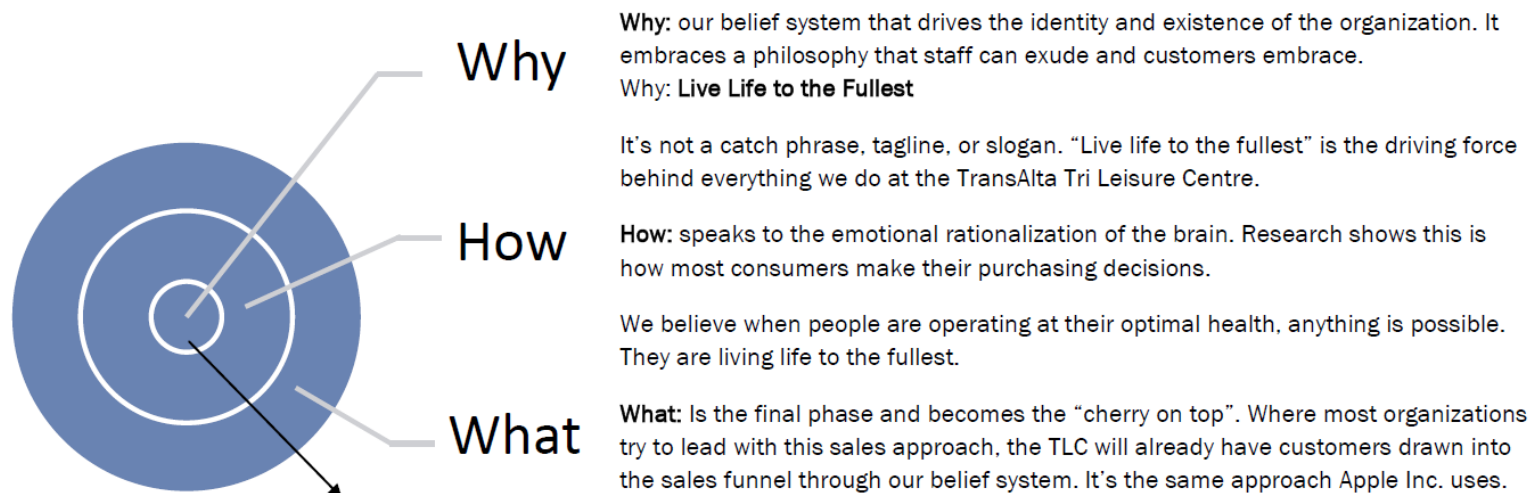 Why
How
What
Why: our belief system that drives the identity and existence of the organization. It
embraces a philosophy that staff can exude and customers embrace.
Why: Live Life to the Fullest
It’s not a catch phrase, tagline, or slogan. “Live life to the fullest” is the driving force
behind everything we do at the TransAlta Tri Leisure Centre.
How: speaks to the emotional rationalization of the brain. Research shows this is
how most consumers make their purchasing decisions.
We believe when people are operating at their optimal health, anything is possible.
They are living life to the fullest.
What: Is the final phase and becomes the “cherry on top”. Where most organizations
try to lead with this sales approach, the TLC will already have customers drawn into
the sales funnel through our belief system. It’s the same approach Apple Inc. uses.